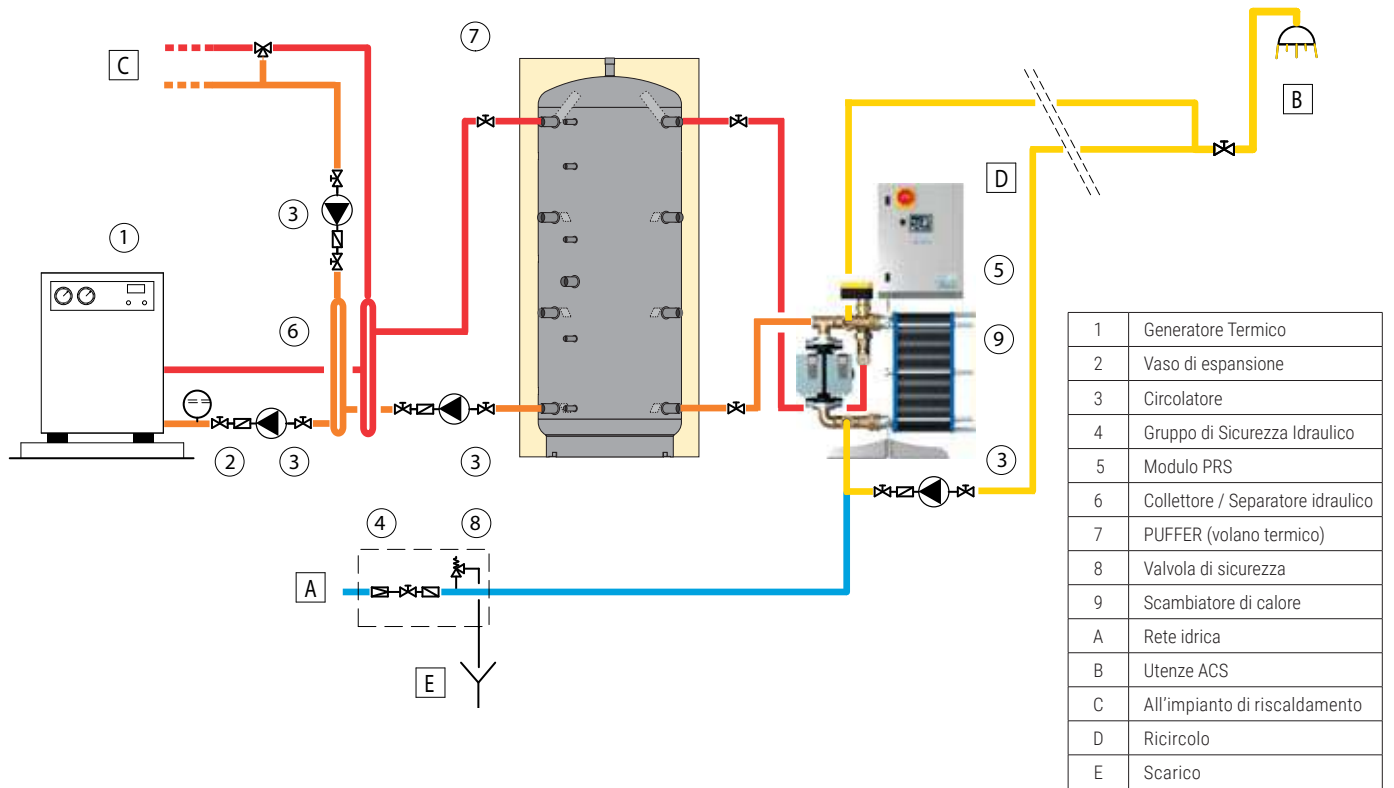 C
7
B
D
3
1
5
6
9
2
3
3
3
4
8
A
E
1 Generatore Termico
2 Vaso di espansione
3 Circolatore
4 Gruppo di Sicurezza Idraulico
5 Modulo PRS
6 Collettore / Separatore idraulico
7 PUFFER (volano termico)
8 Valvola di sicurezza
9 Scambiatore di calore
A Rete idrica
B Utenze ACS
C All'impianto di riscaldamento
D Ricircolo
E Scarico